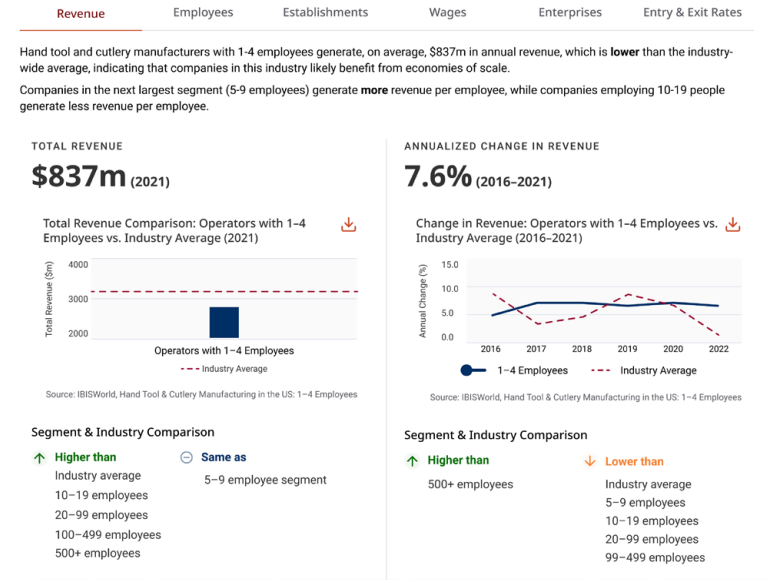 Revenue Employees Establishments Wages Enterprises Entry & Exit Rates
Hand tool and cutlery manufacturers with 1-4 employees generate, on average, $837m in annual revenue, which is lower than the industry-
wide average, indicating that companies in this industry likely benefit from economies of scale.
Companies in the next largest segment (5-9 employees) generate more revenue per employee, while companies employing 10-19 people
generate less revenue per employee.
TOTAL REVENUE
$837m (2021)
Total Revenue Comparison: Operators with 1–4
Employees vs. Industry Average (2021)
Total Revenue ($m)
4000
3000
2000
Operators with 1–4 Employees
Industry Average
Source: IBISWorld, Hand Tool & Cutlery Manufacturing in the US: 1–4 Employees
Segment & Industry Comparison
Higher than
Industry average
10–19 employees
20–99 employees
100–499 employees
500+ employees
Same as
5–9 employee segment
ANNUALIZED CHANGE IN REVENUE
7.6% (2016–2021)
Change in Revenue: Operators with 1–4 Employees vs.
Industry Average (2016–2021)
Annual Change (%)
15.0
10.0
5.0
0.0
2016 2017 2018 2019 2020 2022
1–4 Employees Industry Average
Source: IBISWorld, Hand Tool & Cutlery Manufacturing in the US: 1–4 Employees
Segment & Industry Comparison
Higher than
500+ employees
Lower than
Industry average
5–9 employees
10–19 employees
20–99 employees
99–499 employees